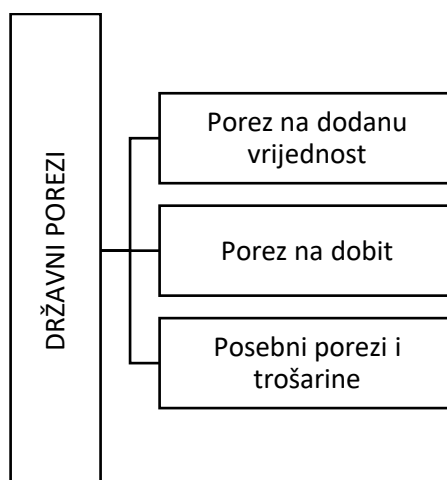 DRŽAVNI POREZI
Porez na dodanu
vrijednost
Porez na dobit
Posebni porezi i
trošarine